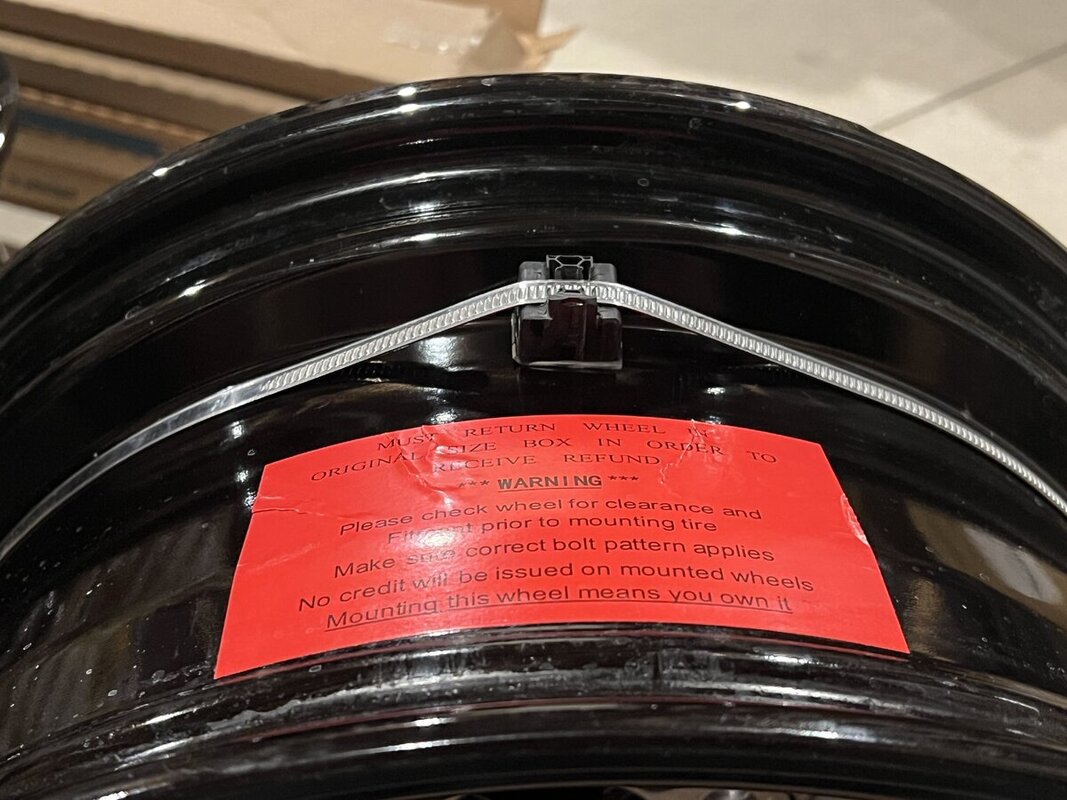 MUST RETURN WHEEL IN
ORIGINAL SIZE BOX IN ORDER TO
RECEIVE REFUND
*** WARNING ***
Please check wheel for clearance and
prior to mounting tire
Make sure correct bolt pattern applies
No credit will be issued on mounted wheels
Mounting this wheel means you own it